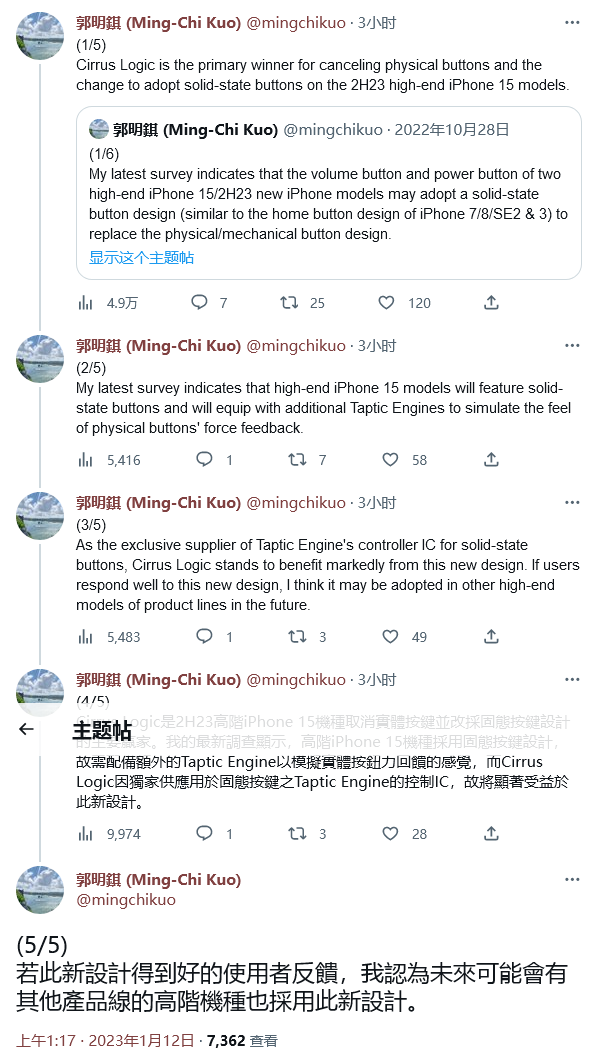 郭明錤 (Ming-Chi Kuo) @mingchikuo · 3小时
(1/5)
Cirrus Logic is the primary winner for canceling physical buttons and the
change to adopt solid-state buttons on the 2H23 high-end iPhone 15 models.
郭明錤 (Ming-Chi Kuo) @mingchikuo · 2022年10月28日
(1/6)
My latest survey indicates that the volume button and power button of two
high-end iPhone 15/2H23 new iPhone models may adopt a solid-state
button design (similar to the home button design of iPhone 7/8/SE2 & 3) to
replace the physical/mechanical button design.
显示这个主题帖
4.9万 7 25 120
郭明錤 (Ming-Chi Kuo) @mingchikuo · 3小时
(2/5)
My latest survey indicates that high-end iPhone 15 models will feature solid-
state buttons and will equip with additional Taptic Engines to simulate the feel
of physical buttons' force feedback.
5,416 1 7 58
郭明錤 (Ming-Chi Kuo) @mingchikuo · 3小时
(3/5)
As the exclusive supplier of Taptic Engine's controller IC for solid-state
buttons, Cirrus Logic stands to benefit markedly from this new design. If users
respond well to this new design, I think it may be adopted in other high-end
models of product lines in the future.
5,483 1 3 49
郭明錤 (Ming-Chi Kuo) @mingchikuo · 3小时
(4/5)
Cirrus Logic是2H23高階iPhone 15機種取消實體按鍵並改採固態按鍵設計
的主要贏家。我的最新調查顯示，高階iPhone 15機種採用固態按鍵設計，
主题帖
故需配備額外的Taptic Engine以模擬實體按鈕力回饋的感覺，而Cirrus
Logic因獨家供應用於固態按鍵之Taptic Engine的控制IC，故將顯著受益於
此新設計。
9,974 1 3 28
郭明錤 (Ming-Chi Kuo)
@mingchikuo
(5/5)
若此新設計得到好的使用者反饋，我認為未來可能會有
其他產品線的高階機種也採用此新設計。
上午1:17 · 2023年1月12日 · 7,362 查看